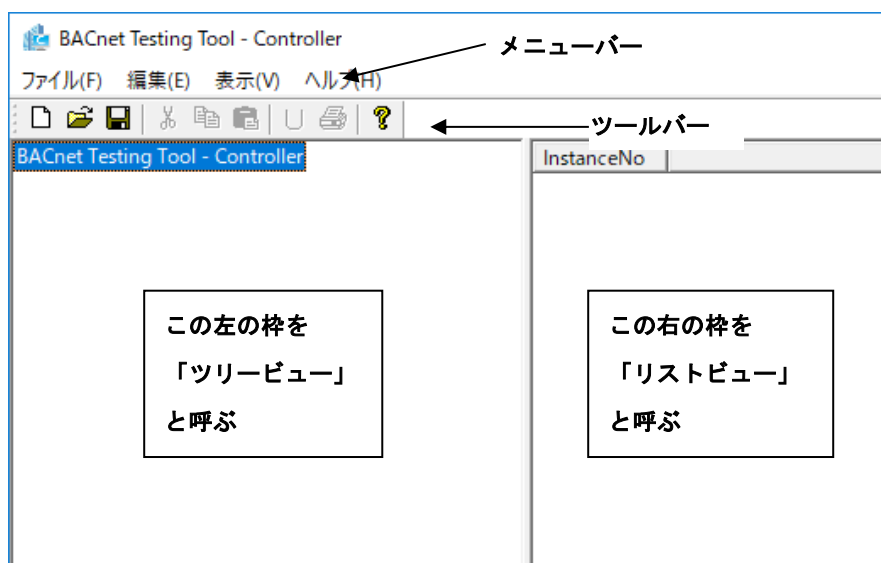 BACnet Testing Tool - Controller
メニューバー
ファイル(F) 編集(E) 表示(V) ヘルプ(H)
ツールバー
BACnet Testing Tool - Controller
InstanceNo
この左の枠を
「ツリービュー」
と呼ぶ
この右の枠を
「リストビュー」
と呼ぶ